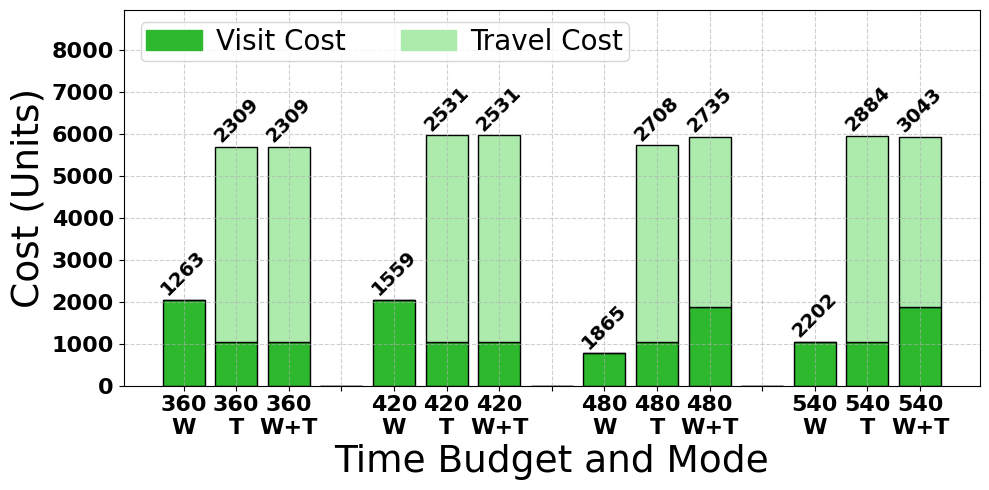 Visit Cost
Travel Cost
Cost (Units)
8000
7000
6000
5000
4000
3000
2000
1000
0
1263
2309
2309
1559
2531
2531
1865
2708
2735
2202
2884
3043
360 W
360 T
360 W+T
420 W
420 T
420 W+T
480 W
480 T
480 W+T
540 W
540 T
540 W+T
Time Budget and Mode